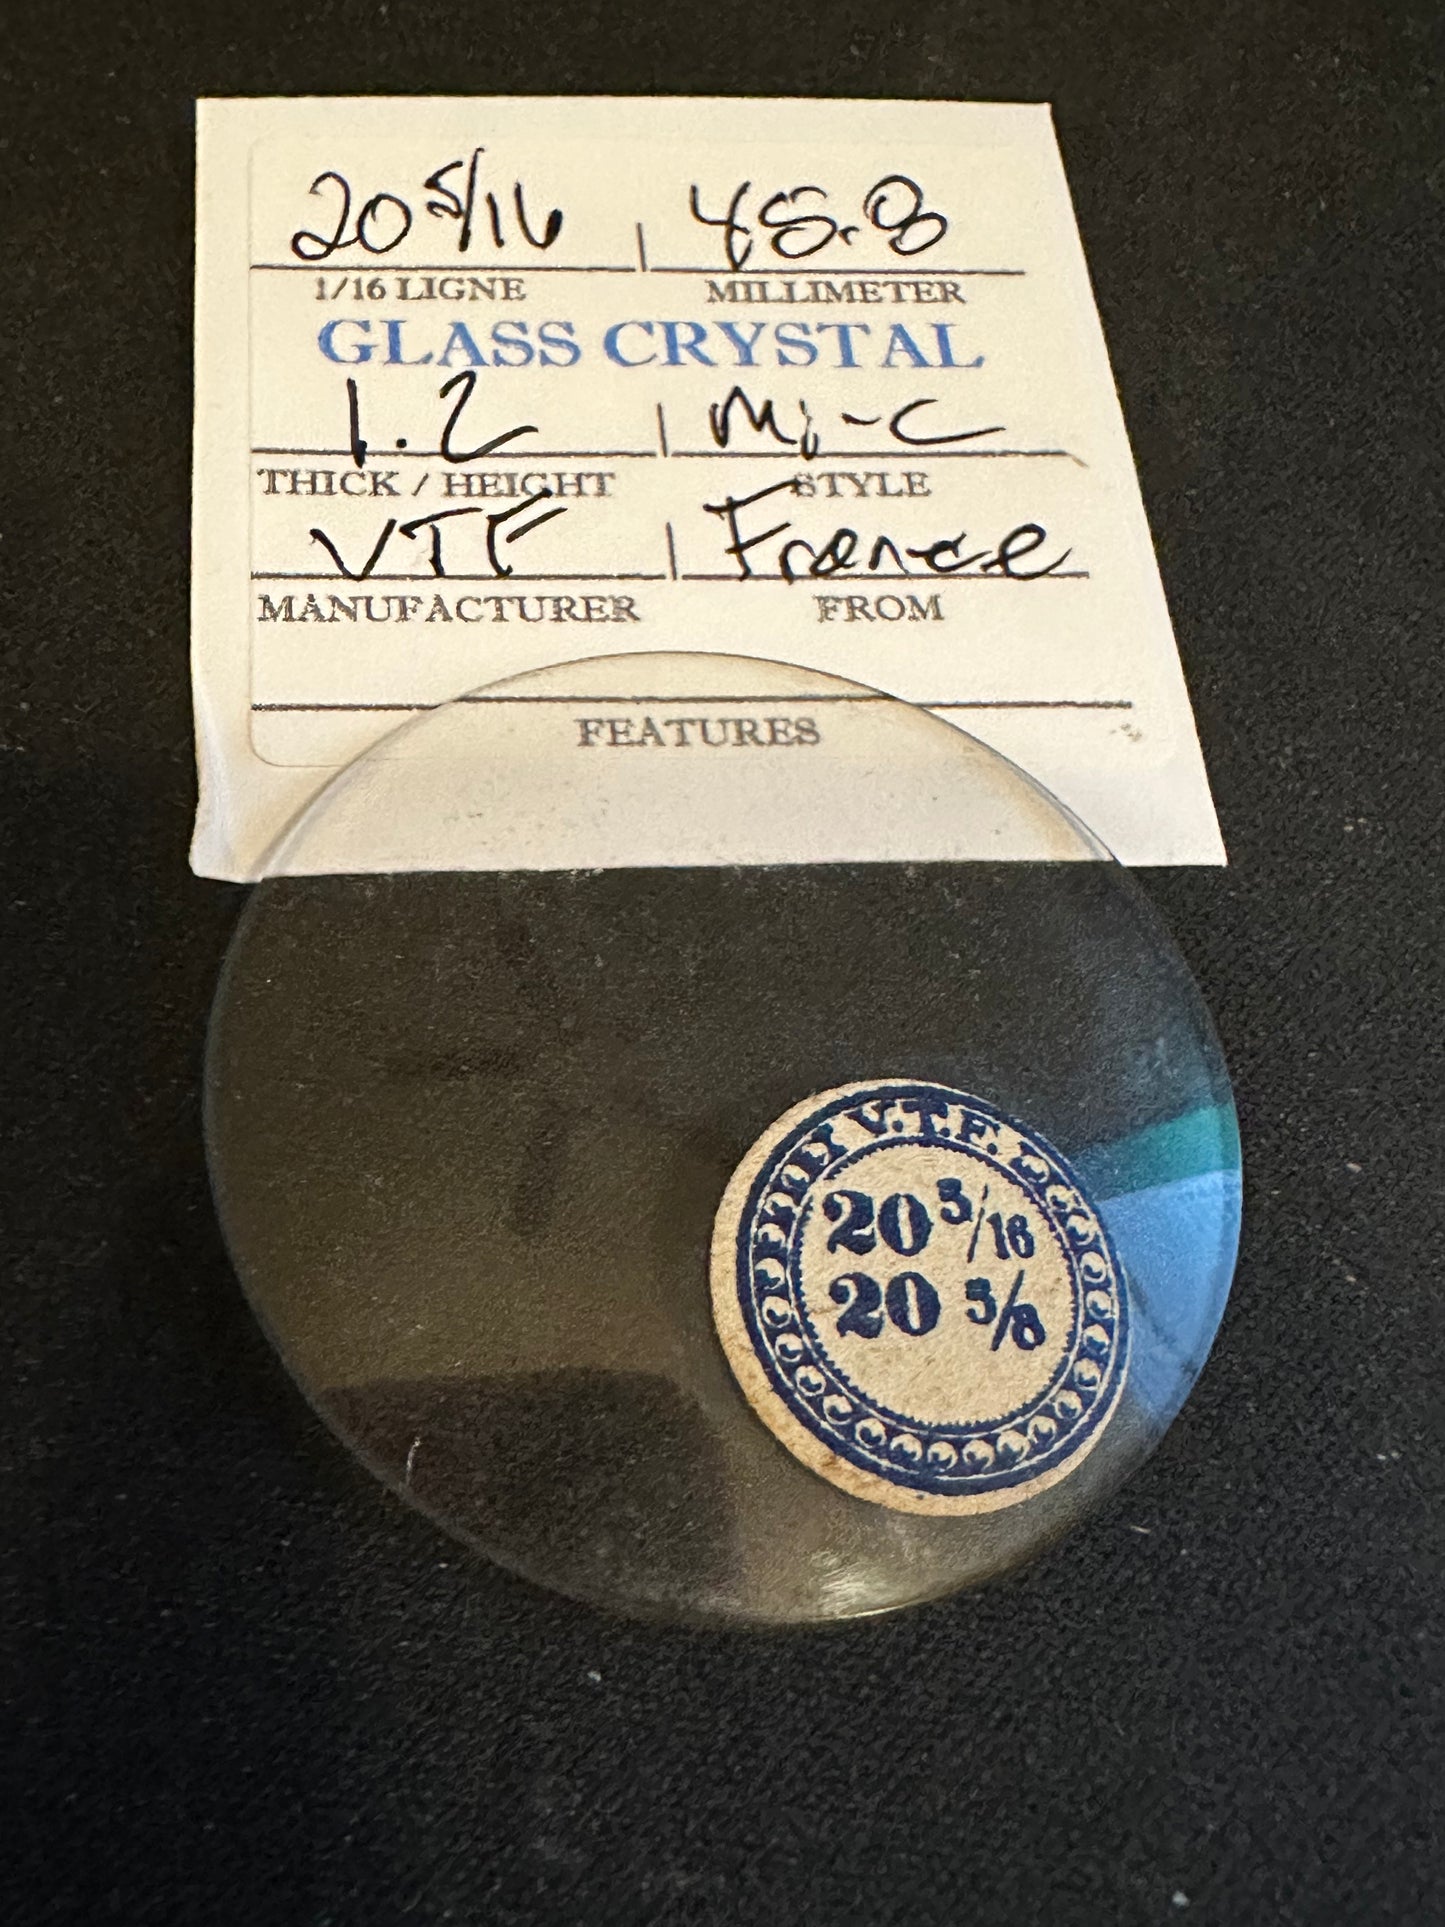 20 5/16 | 45.8
1/16 LIGNE MILLIMETER
GLASS CRYSTAL
1.2 | Mi-C
THICK / HEIGHT STYLE
VTF | France
MANUFACTURER FROM
FEATURES
V.T.F.
20 5/16
20 5/8